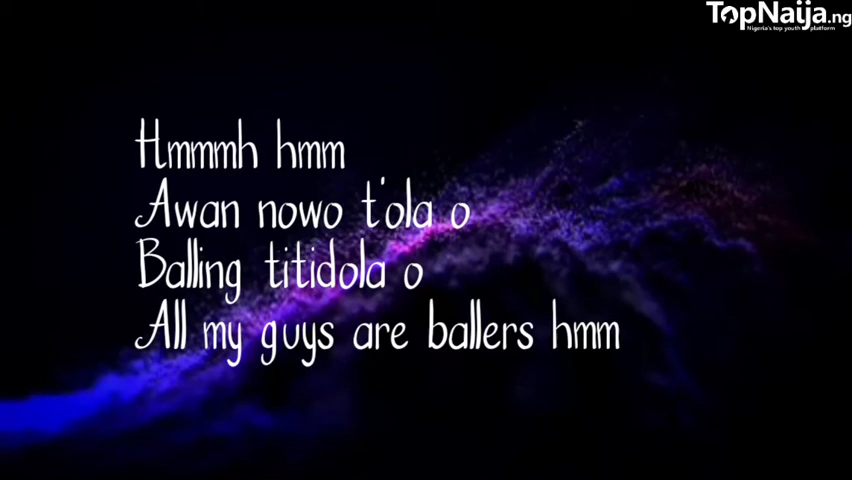 TopNaija.ng
Nigeria's top youth platform
Hmmmh hmm
Awan nowo t'ola o
Balling titidola o
All my guys are ballers hmm